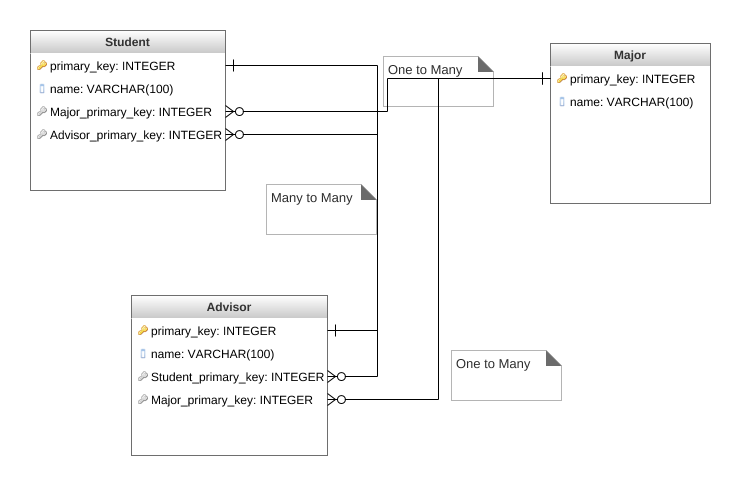 Student
primary_key: INTEGER
name: VARCHAR(100)
Major_primary_key: INTEGER
Advisor_primary_key: INTEGER
One to Many
Major
primary_key: INTEGER
name: VARCHAR(100)
Many to Many
Advisor
primary_key: INTEGER
name: VARCHAR(100)
Student_primary_key: INTEGER
Major_primary_key: INTEGER
One to Many